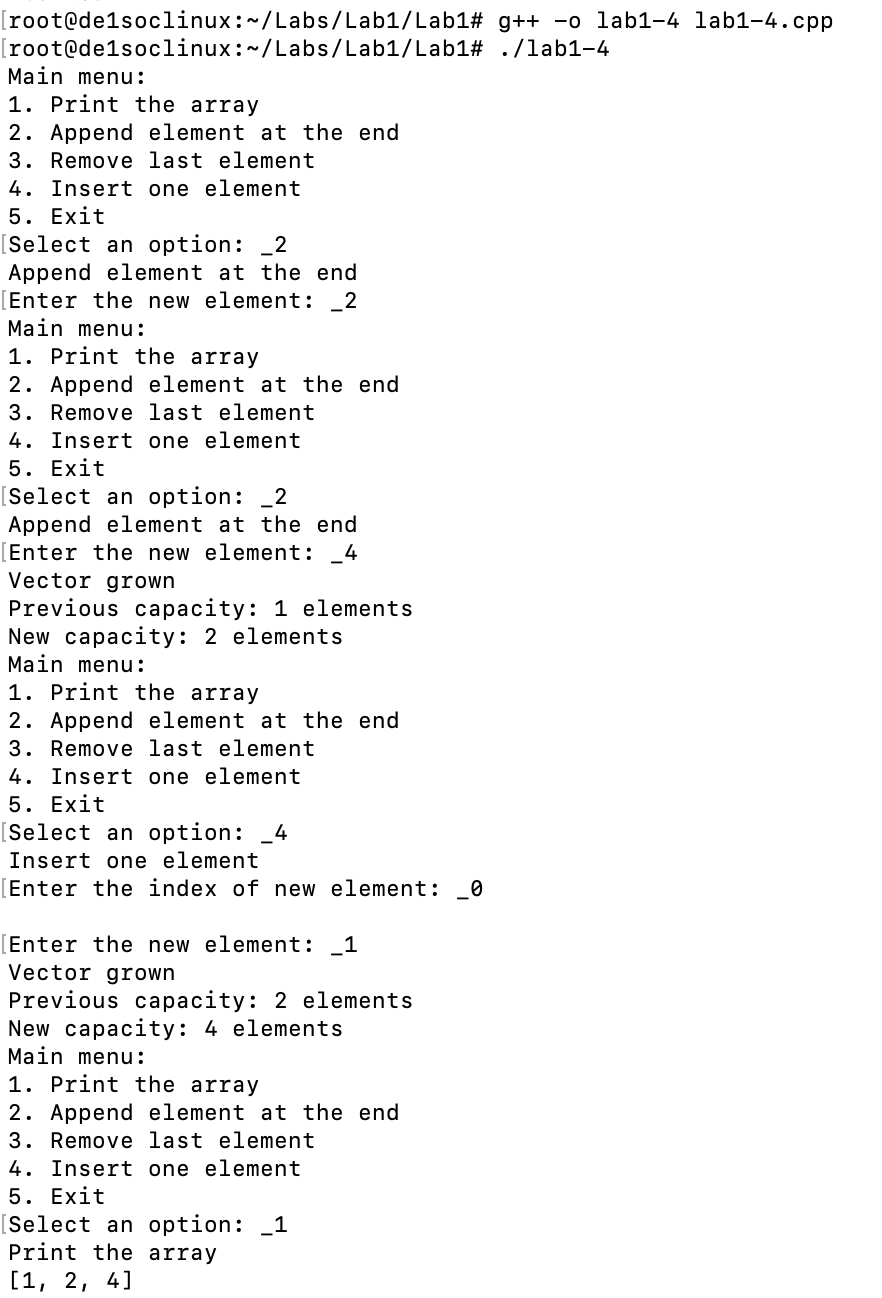 [root@de1soclinux:~/Labs/Lab1/Lab1# g++ -o lab1-4 lab1-4.cpp
[root@de1soclinux:~/Labs/Lab1/Lab1# ./lab1-4
Main menu:
1. Print the array
2. Append element at the end
3. Remove last element
4. Insert one element
5. Exit
[Select an option: _2
Append element at the end
[Enter the new element: _2
Main menu:
1. Print the array
2. Append element at the end
3. Remove last element
4. Insert one element
5. Exit
[Select an option: _2
Append element at the end
[Enter the new element: _4
Vector grown
Previous capacity: 1 elements
New capacity: 2 elements
Main menu:
1. Print the array
2. Append element at the end
3. Remove last element
4. Insert one element
5. Exit
[Select an option: _4
Insert one element
[Enter the index of new element: _0
[Enter the new element: _1
Vector grown
Previous capacity: 2 elements
New capacity: 4 elements
Main menu:
1. Print the array
2. Append element at the end
3. Remove last element
4. Insert one element
5. Exit
[Select an option: _1
Print the array
[1, 2, 4]